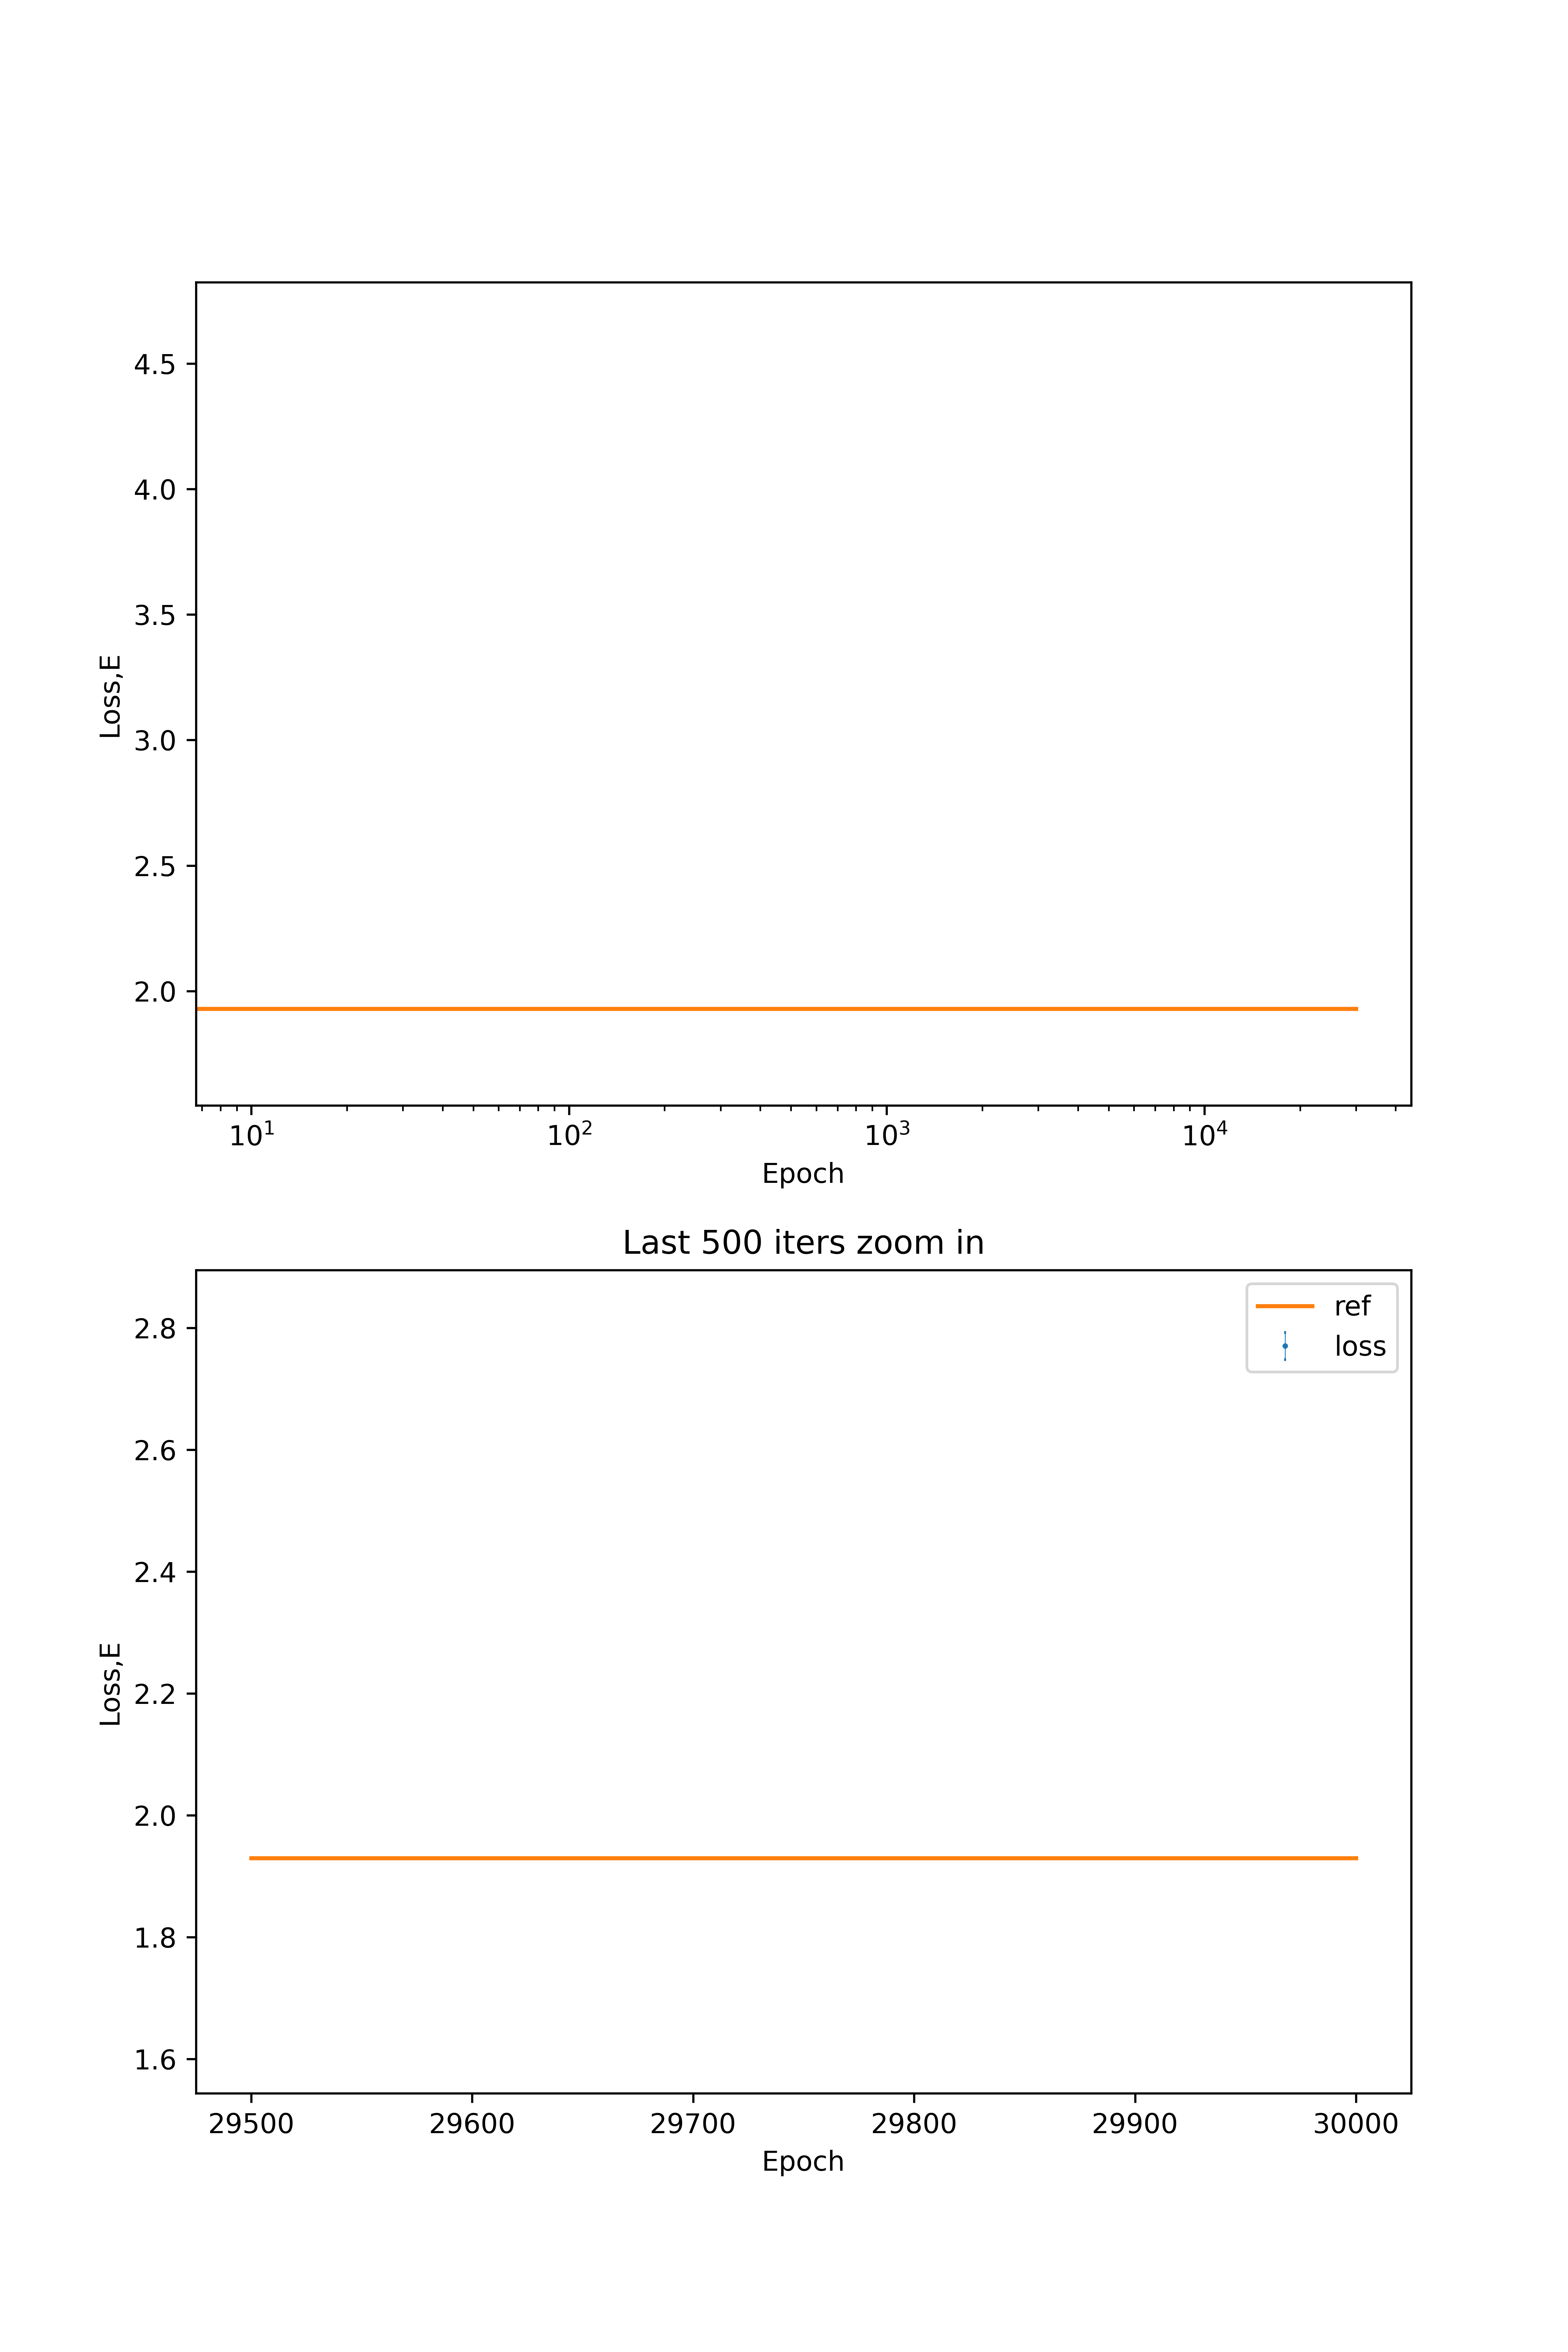 4.5
4.0
3.5
3.0
2.5
2.0
Loss,E
10¹ 10² 10³ 10⁴
Epoch
Last 500 iters zoom in
ref
loss
2.8
2.6
2.4
2.2
2.0
1.8
1.6
Loss,E
29500 29600 29700 29800 29900 30000
Epoch